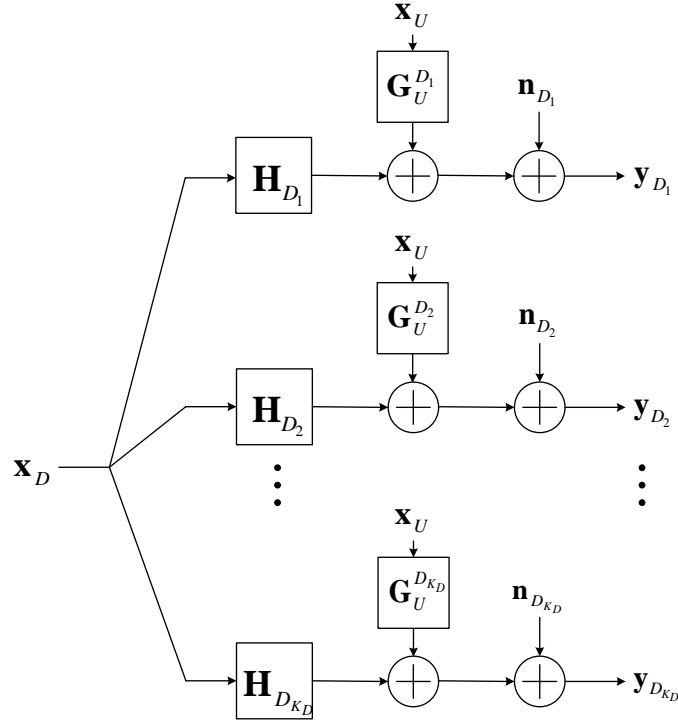 x_U
G_U^{D_1}
n_{D_1}
H_{D_1}
y_{D_1}
x_U
G_U^{D_2}
n_{D_2}
H_{D_2}
y_{D_2}
x_D
x_U
G_U^{D_{K_D}}
n_{D_{K_D}}
H_{D_{K_D}}
y_{D_{K_D}}